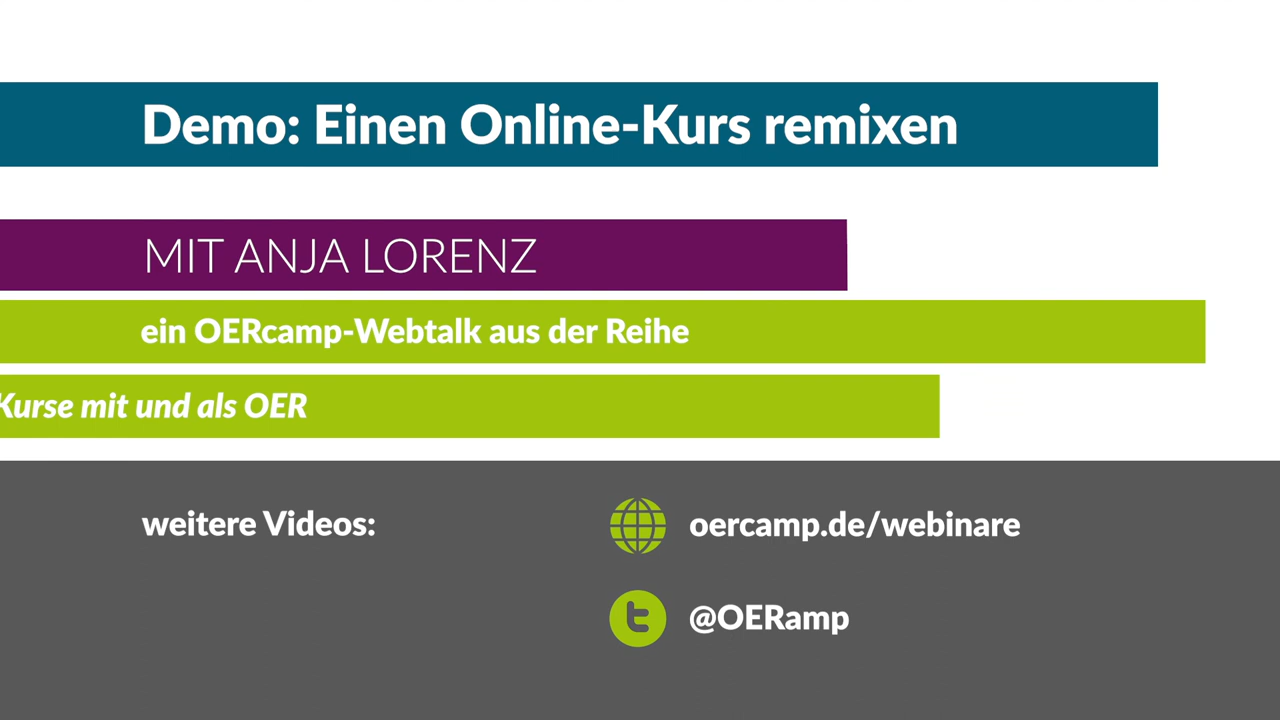 Demo: Einen Online-Kurs remixen
MIT ANJA LORENZ
ein OERcamp-Webtalk aus der Reihe
Kurse mit und als OER
weitere Videos:
oercamp.de/webinare
@OERamp